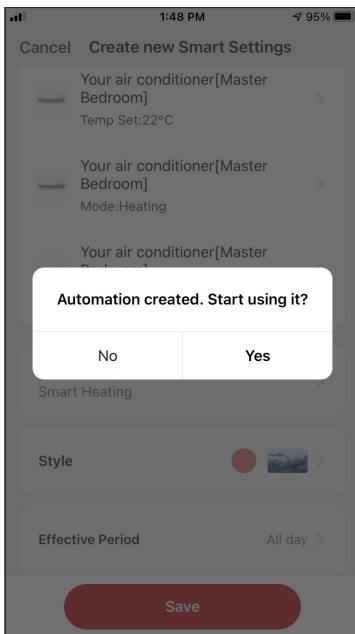 1:48 PM
95%
Cancel
Create new Smart Settings
Your air conditioner[Master
Bedroom]
Temp Set:22°C
Your air conditioner[Master
Bedroom]
Mode:Heating
Your air conditioner[Master
Automation created. Start using it?
No
Yes
Smart Heating
Style
Effective Period
All day
Save